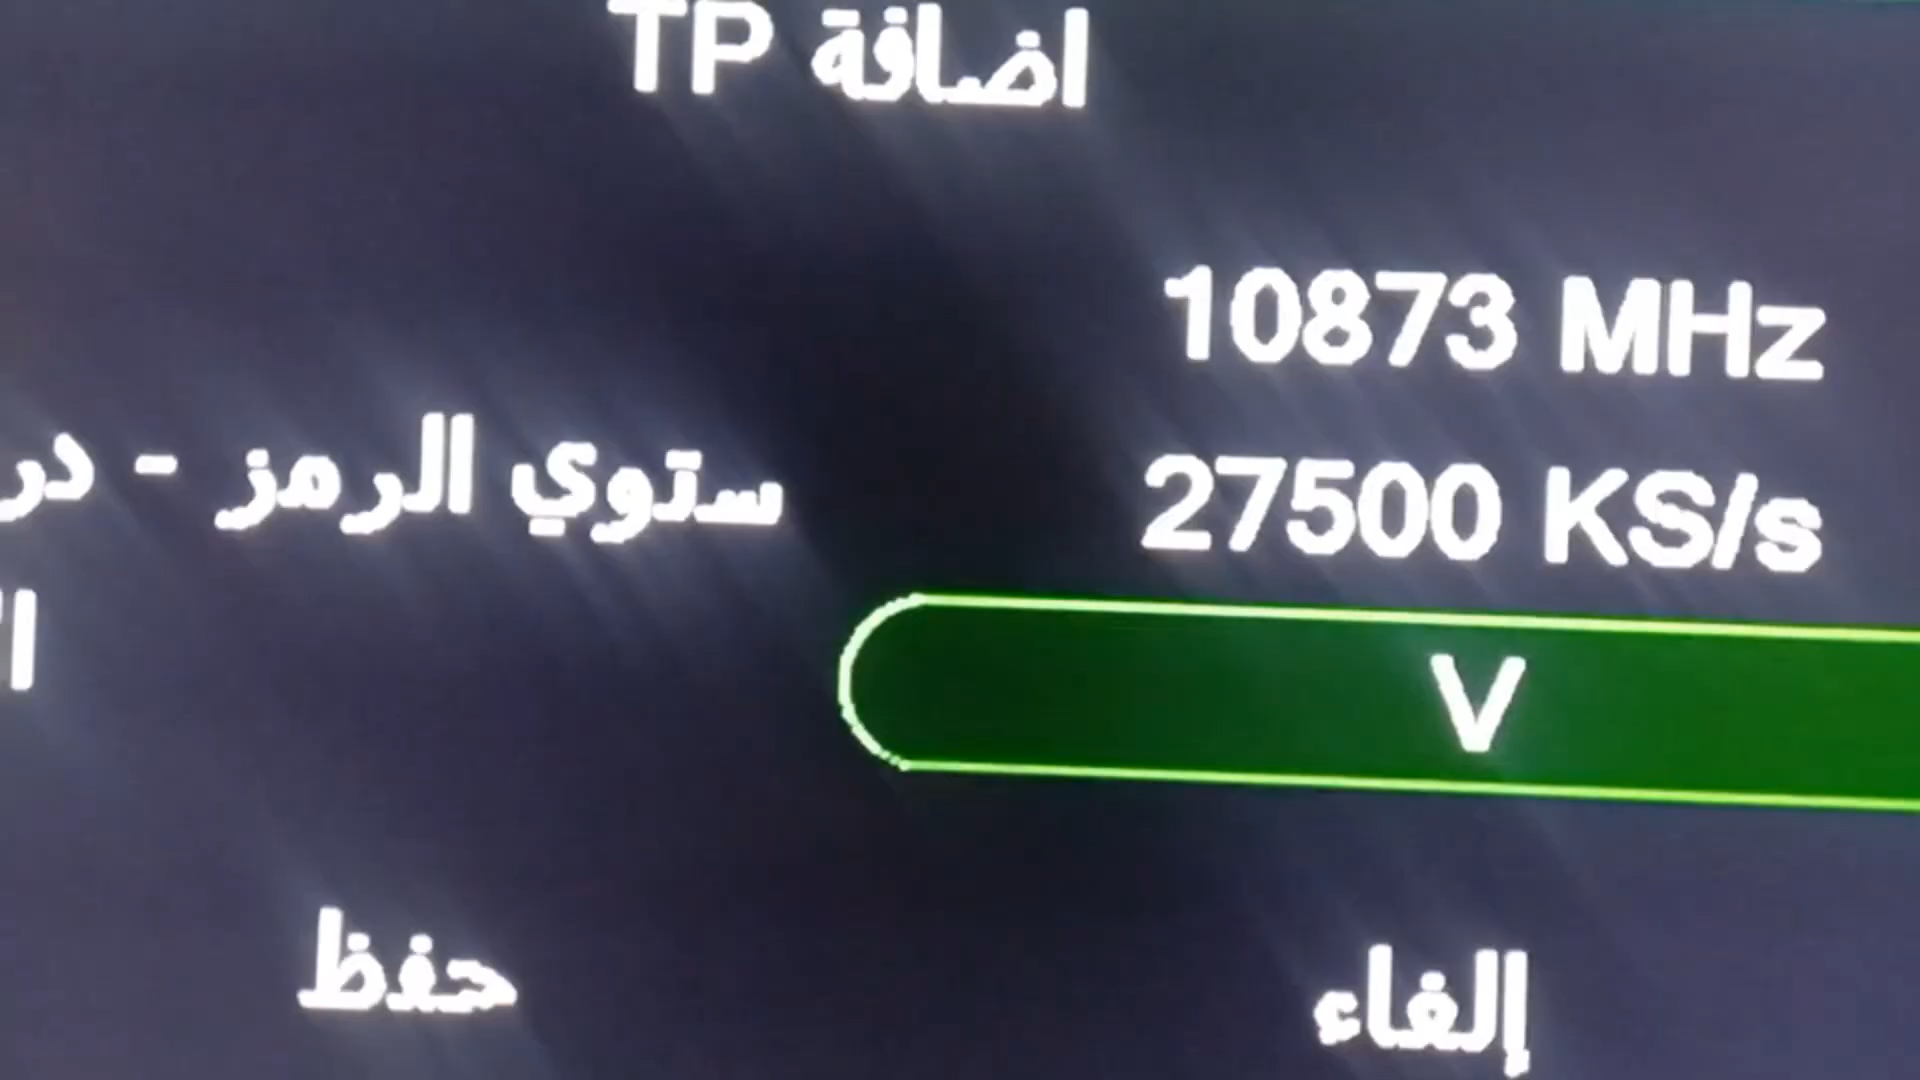 اضافة TP
10873 MHz
ستوي الرمز - در
27500 KS/s
V
حفظ
إلغاء